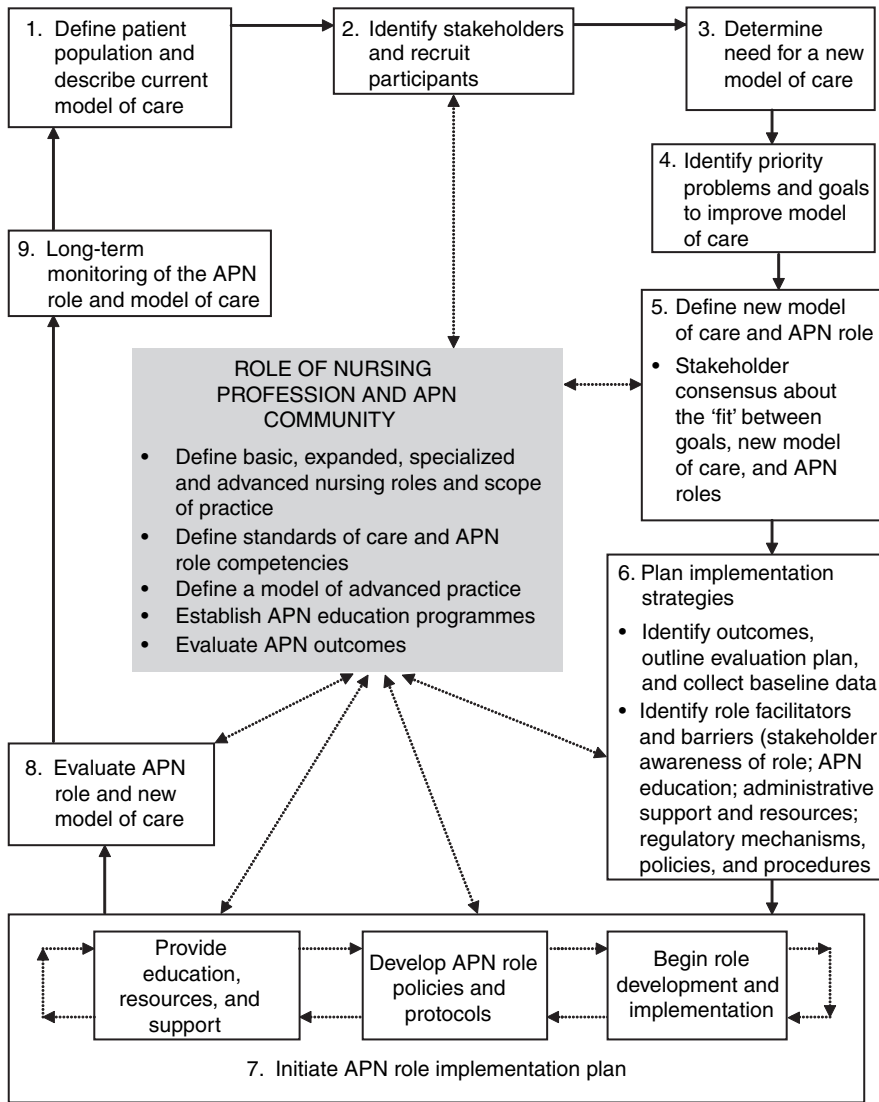 1. Define patient
population and
describe current
model of care
2. Identify stakeholders
and recruit
participants
3. Determine
need for a new
model of care
4. Identify priority
problems and goals
to improve model
of care
9. Long-term
monitoring of the APN
role and model of care
5. Define new model
of care and APN role
• Stakeholder
consensus about
the ‘fit’ between
goals, new model
of care, and APN
roles
ROLE OF NURSING
PROFESSION AND APN
COMMUNITY
• Define basic, expanded, specialized
and advanced nursing roles and scope
of practice
• Define standards of care and APN
role competencies
• Define a model of advanced practice
• Establish APN education programmes
• Evaluate APN outcomes
6. Plan implementation
strategies
• Identify outcomes,
outline evaluation plan,
and collect baseline data
• Identify role facilitators
and barriers (stakeholder
awareness of role; APN
education; administrative
support and resources;
regulatory mechanisms,
policies, and procedures
8. Evaluate APN
role and new
model of care
Provide
education,
resources, and
support
Develop APN role
policies and
protocols
Begin role
development and
implementation
7. Initiate APN role implementation plan